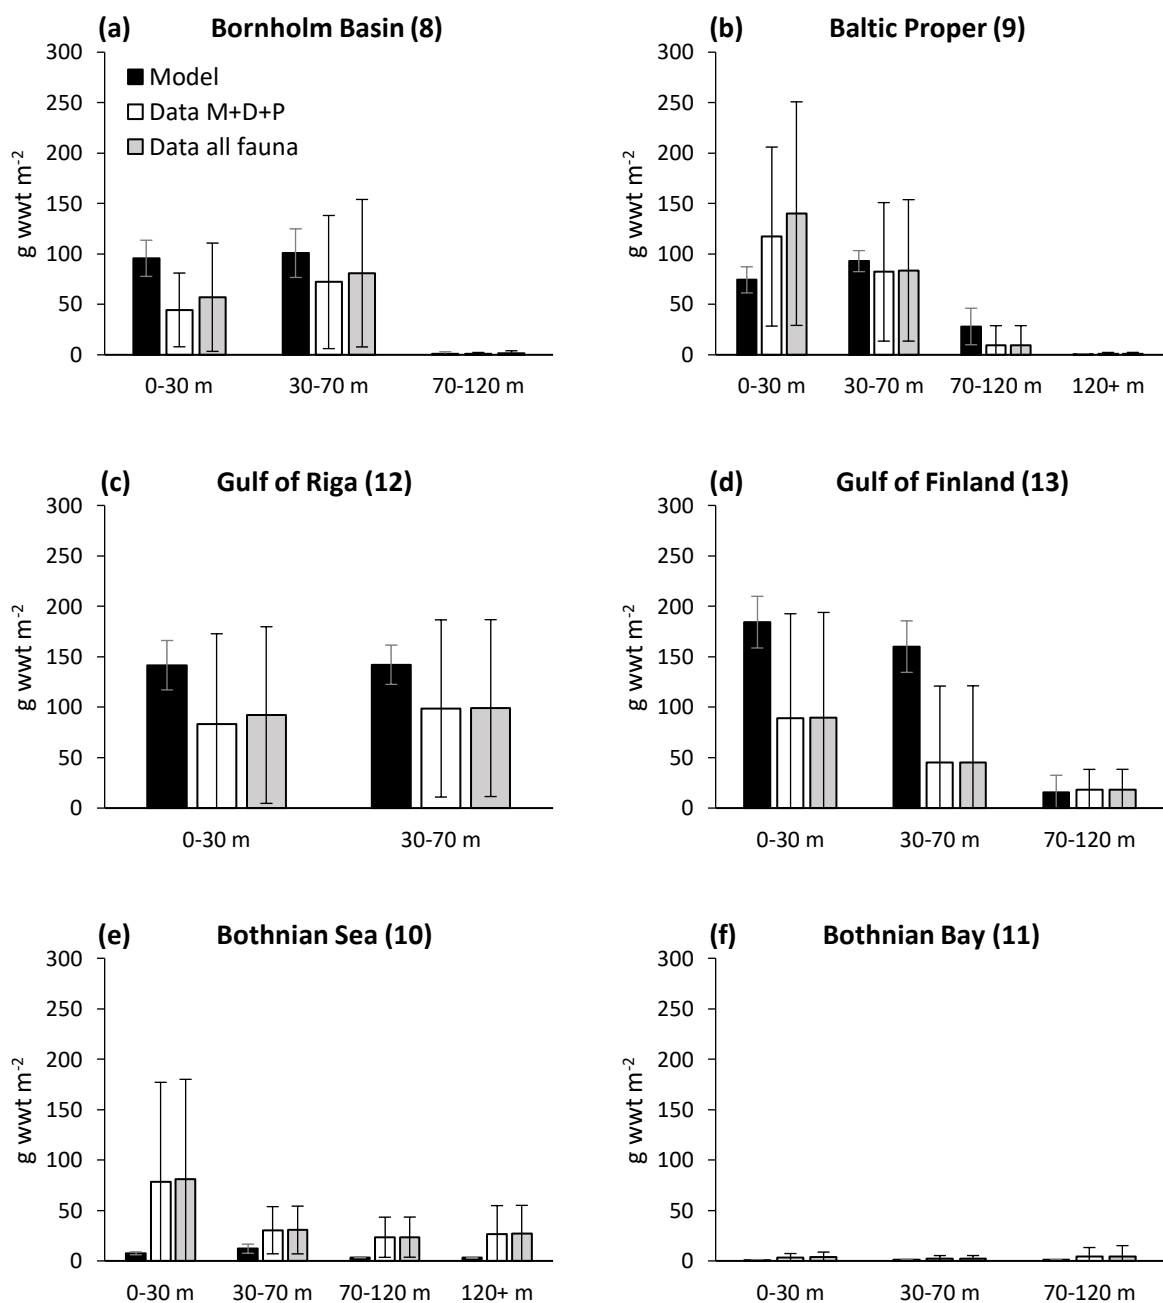 (a) Bornholm Basin (8)
300
250
200
150
100
50
0
g wwt m-2
Model
Data M+D+P
Data all fauna
0-30 m 30-70 m 70-120 m
(b) Baltic Proper (9)
300
250
200
150
100
50
0
g wwt m-2
0-30 m 30-70 m 70-120 m 120+ m
(c) Gulf of Riga (12)
300
250
200
150
100
50
0
g wwt m-2
0-30 m 30-70 m
(d) Gulf of Finland (13)
300
250
200
150
100
50
0
g wwt m-2
0-30 m 30-70 m 70-120 m
(e) Bothnian Sea (10)
300
250
200
150
100
50
0
g wwt m-2
0-30 m 30-70 m 70-120 m 120+ m
(f) Bothnian Bay (11)
300
250
200
150
100
50
0
g wwt m-2
0-30 m 30-70 m 70-120 m